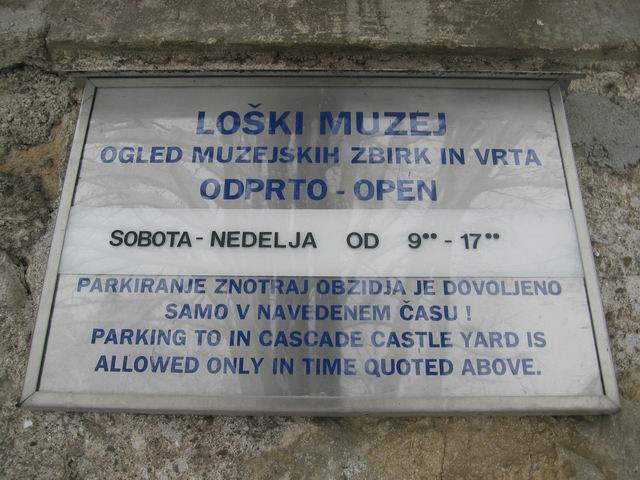 LOŠKI MUZEJ
OGLED MUZEJSKIH ZBIRK IN VRTA
ODPRTO - OPEN
SOBOTA - NEDELJA OD 9°° - 17°°
PARKIRANJE ZNOTRAJ OBZIDJA JE DOVOLJENO
SAMO V NAVEDENEM ČASU !
PARKING TO IN CASCADE CASTLE YARD IS
ALLOWED ONLY IN TIME QUOTED ABOVE.